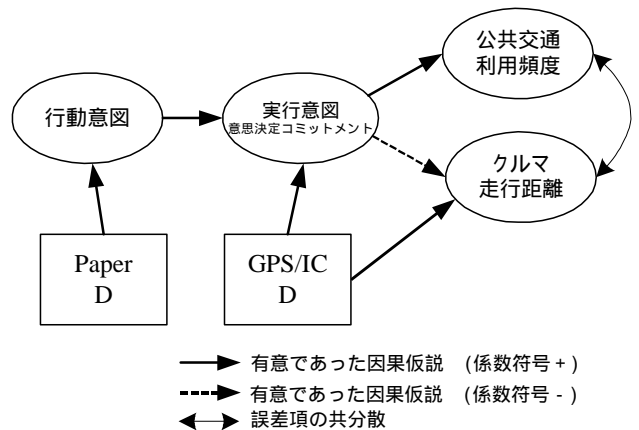 公共交通
利用頻度
行動意図
実行意図
意思決定コミットメント
クルマ
走行距離
Paper
D
GPS/IC
D
有意であった因果仮説 (係数符号+)
有意であった因果仮説 (係数符号-)
誤差項の共分散